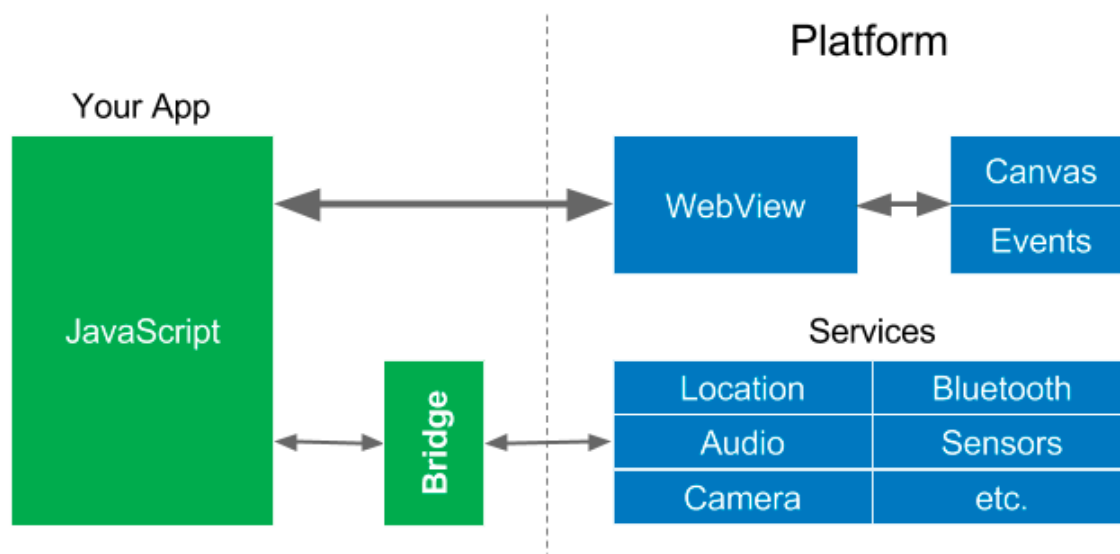 Platform
Your App
JavaScript
WebView
Canvas
Events
Bridge
Services
Location
Bluetooth
Audio
Sensors
Camera
etc.